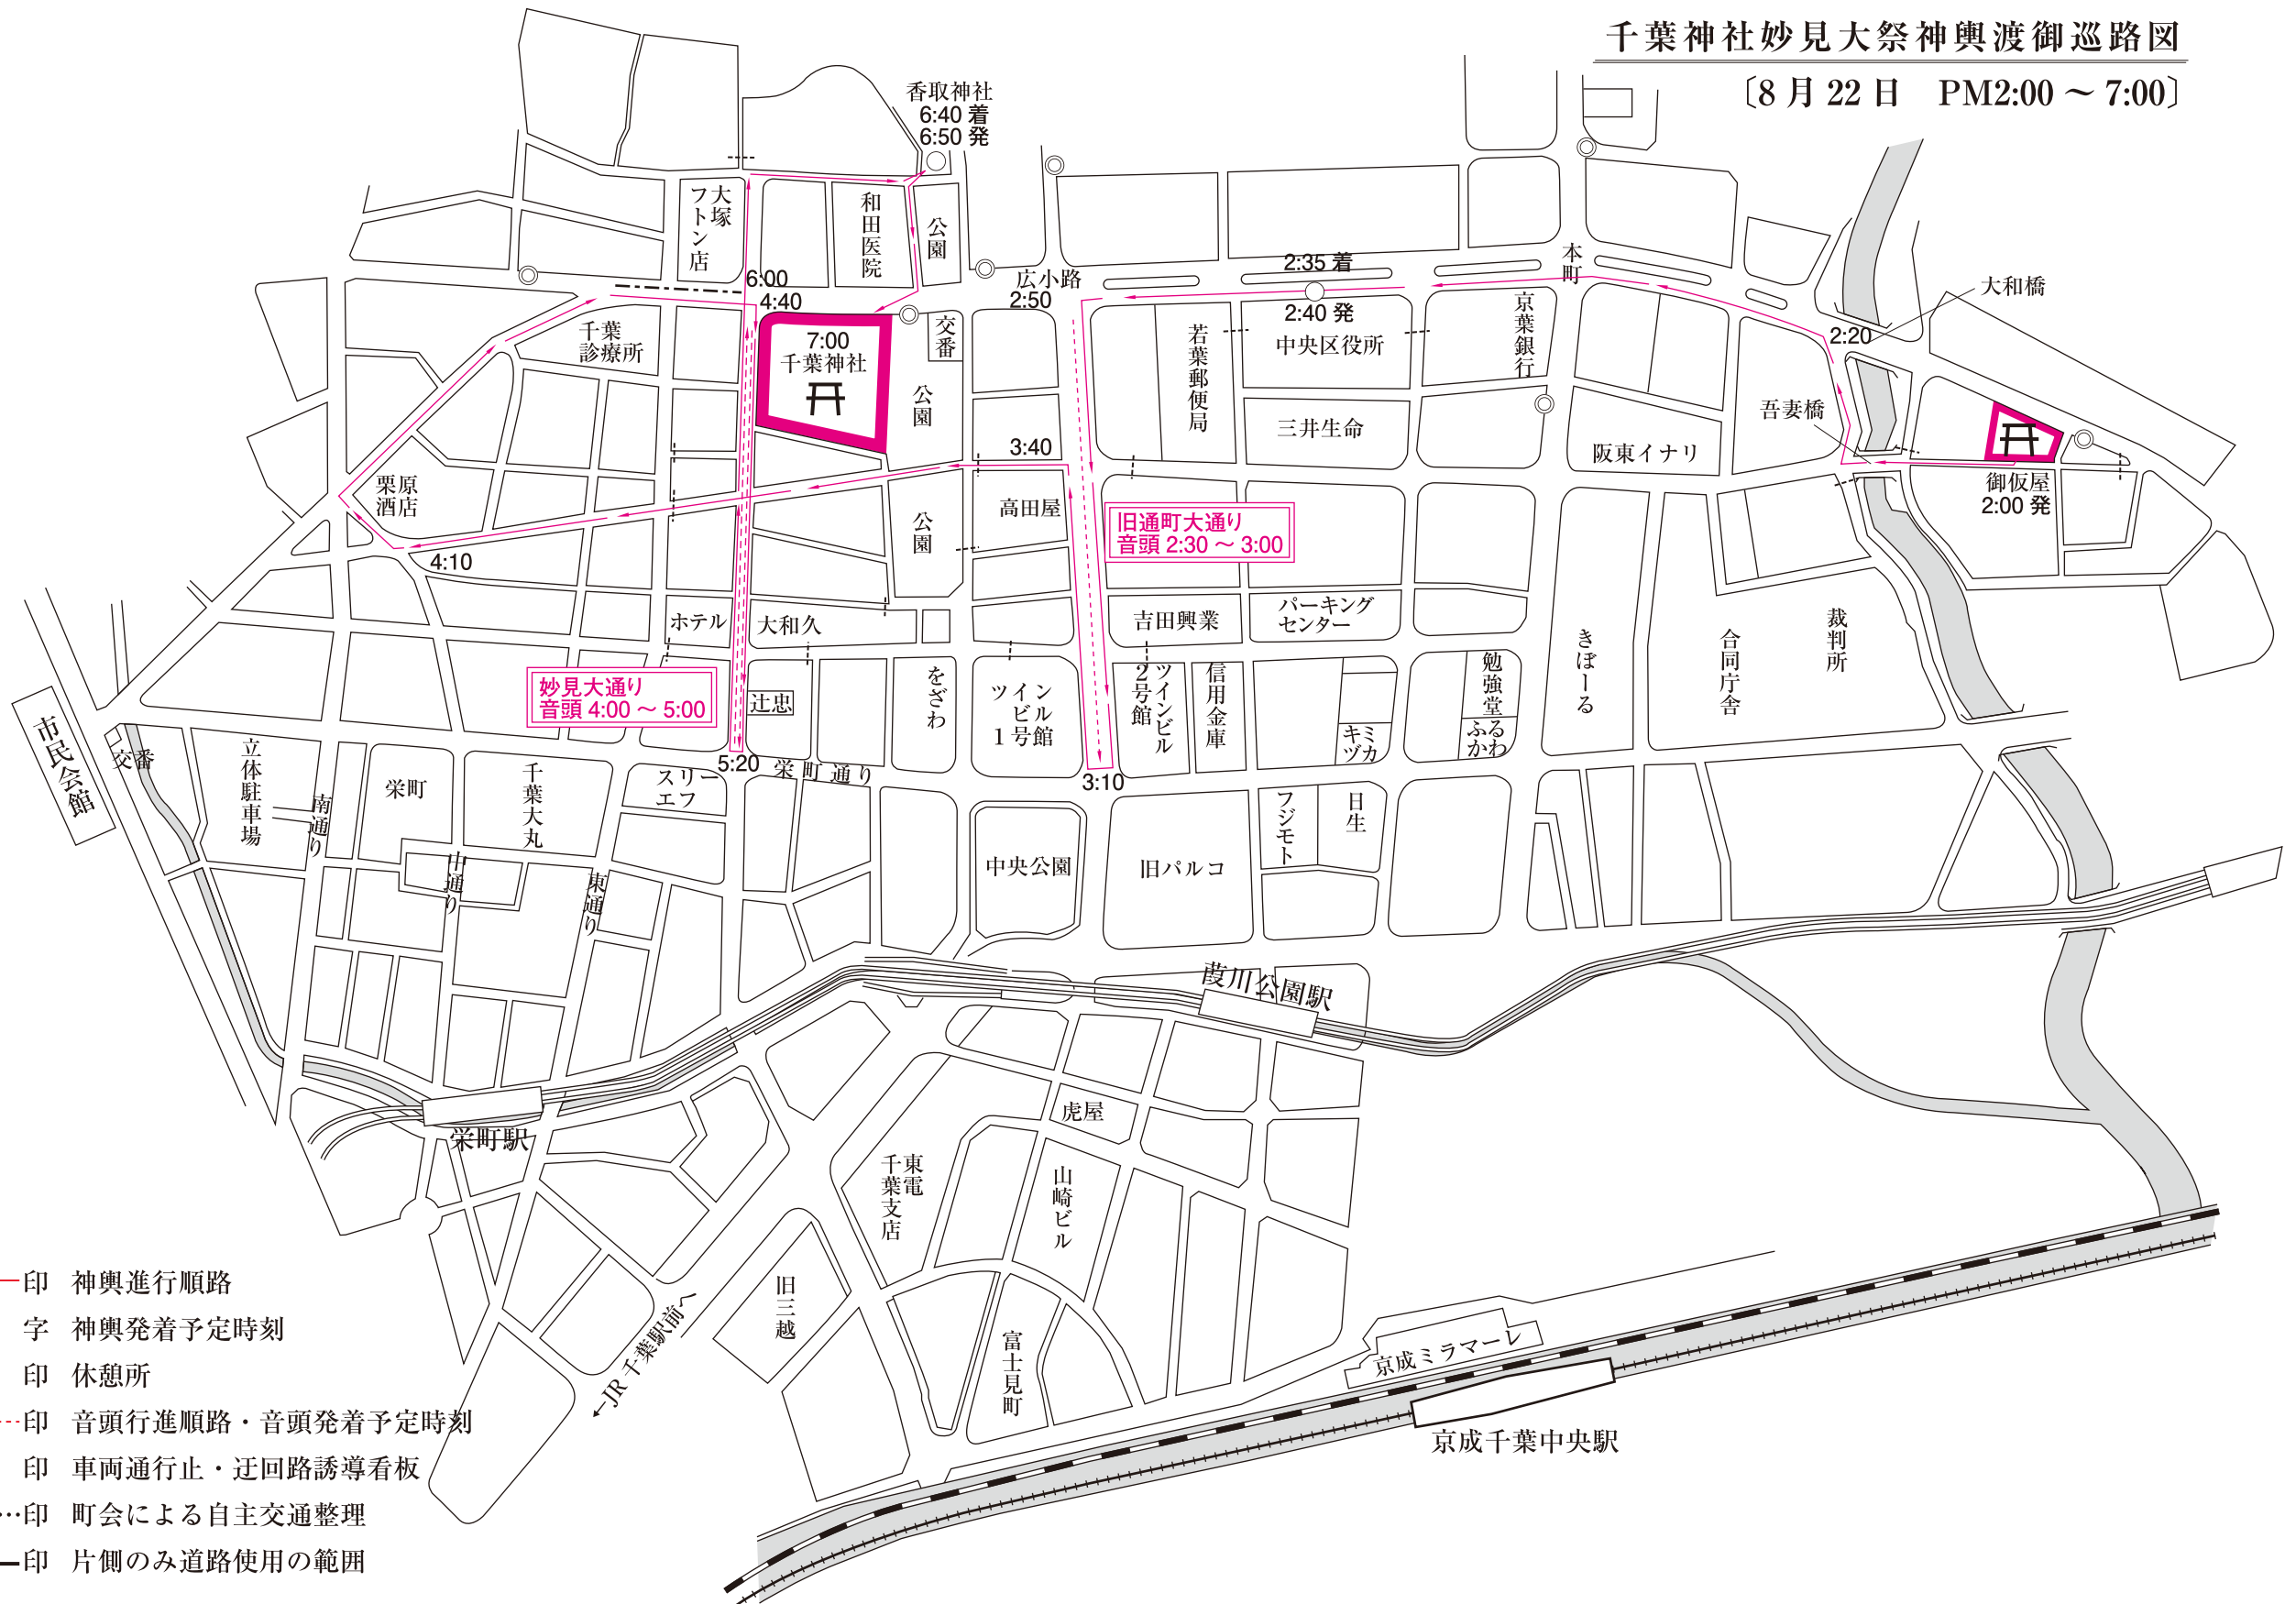 千葉神社妙見大祭神輿渡御巡路図
〔8月22日　PM2:00～7:00〕
香取神社
6:40 着
6:50 発
大塚
フトン店
和田医院
公園
広小路
2:50
2:35 着
2:40 発
本町
大和橋
2:20
6:00
4:40
千葉
診療所
7:00
千葉神社
交番
公園
若葉郵便局
中央区役所
京葉銀行
三井生命
吾妻橋
阪東イナリ
御仮屋
2:00 発
栗原
酒店
3:40
高田屋
公園
旧通町大通り
音頭 2:30 ～ 3:00
4:10
ホテル
大和久
吉田興業
パーキング
センター
きぼーる
合同庁舎
裁判所
妙見大通り
音頭 4:00 ～ 5:00
辻忠
をざわ
ツイン
ビル
1号館
ツインビル
2号館
信用金庫
キミ
ヅカ
勉強堂
ふる
かわ
市民会館
交番
立体駐車場
南通り
栄町
中通り
千葉大丸
東通り
スリー
エフ
5:20
栄町通り
3:10
中央公園
旧パルコ
フジモト
日生
葭川公園駅
栄町駅
虎屋
東電
千葉支店
山崎ビル
旧三越
富士見町
←JR千葉駅前へ
京成ミラマーレ
京成千葉中央駅
印　神輿進行順路
字　神輿発着予定時刻
印　休憩所
印　音頭行進順路・音頭発着予定時刻
印　車両通行止・迂回路誘導看板
印　町会による自主交通整理
印　片側のみ道路使用の範囲